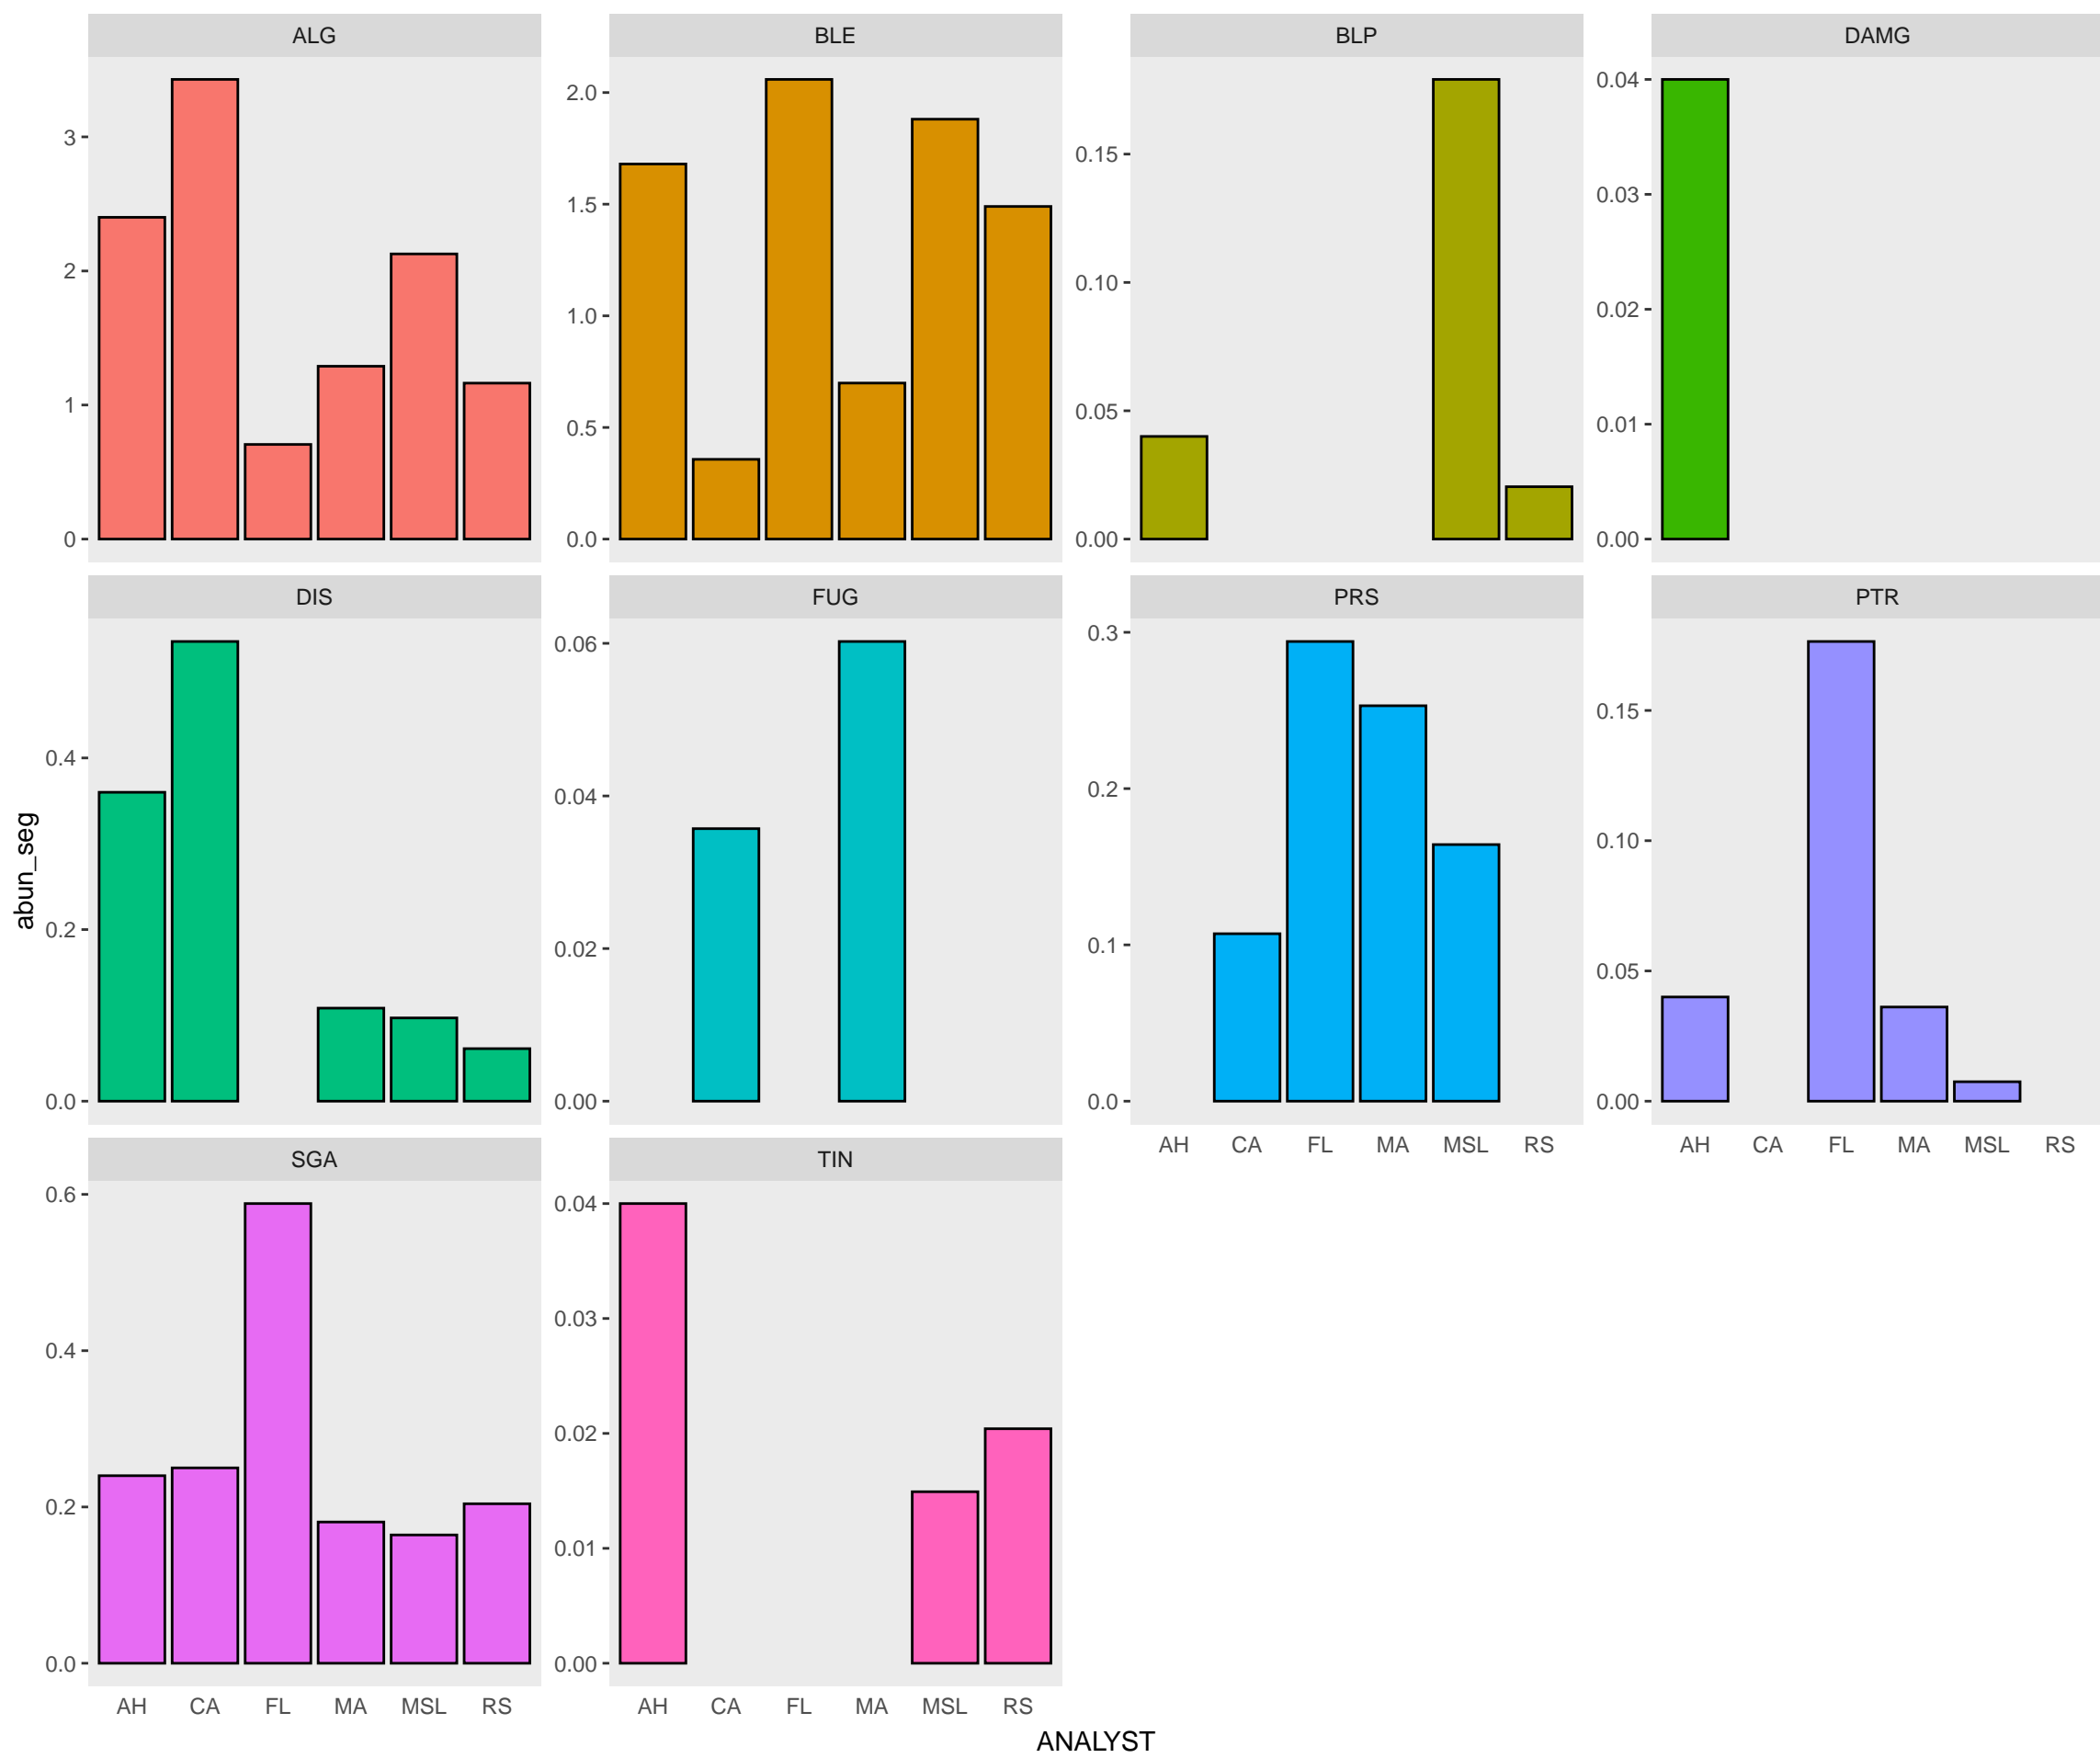 ALG
BLE
BLP
DAMG
3
2
1
0
2.0
1.5
1.0
0.5
0.0
0.15
0.10
0.05
0.00
0.04
0.03
0.02
0.01
0.00
DIS
FUG
PRS
PTR
0.4
0.2
0.0
0.06
0.04
0.02
0.00
0.3
0.2
0.1
0.0
0.15
0.10
0.05
0.00
AH CA FL MA MSL RS
AH CA FL MA MSL RS
SGA
TIN
0.6
0.4
0.2
0.0
0.04
0.03
0.02
0.01
0.00
AH CA FL MA MSL RS
AH CA FL MA MSL RS
ANALYST
abun_seg